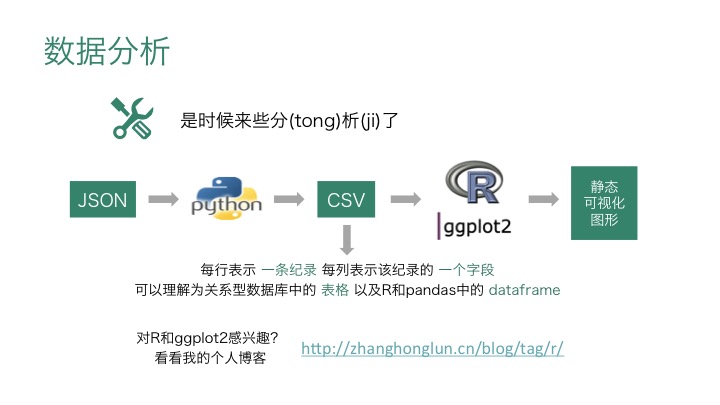 数据分析
是时候来些分(tong)析(ji)了
JSON
python
CSV
R
ggplot2
静态
可视化
图形
每行表示 一条纪录 每列表示该纪录的 一个字段
可以理解为关系型数据库中的 表格 以及R和pandas中的 dataframe
对R和ggplot2感兴趣?
看看我的个人博客
http://zhanghonglun.cn/blog/tag/r/